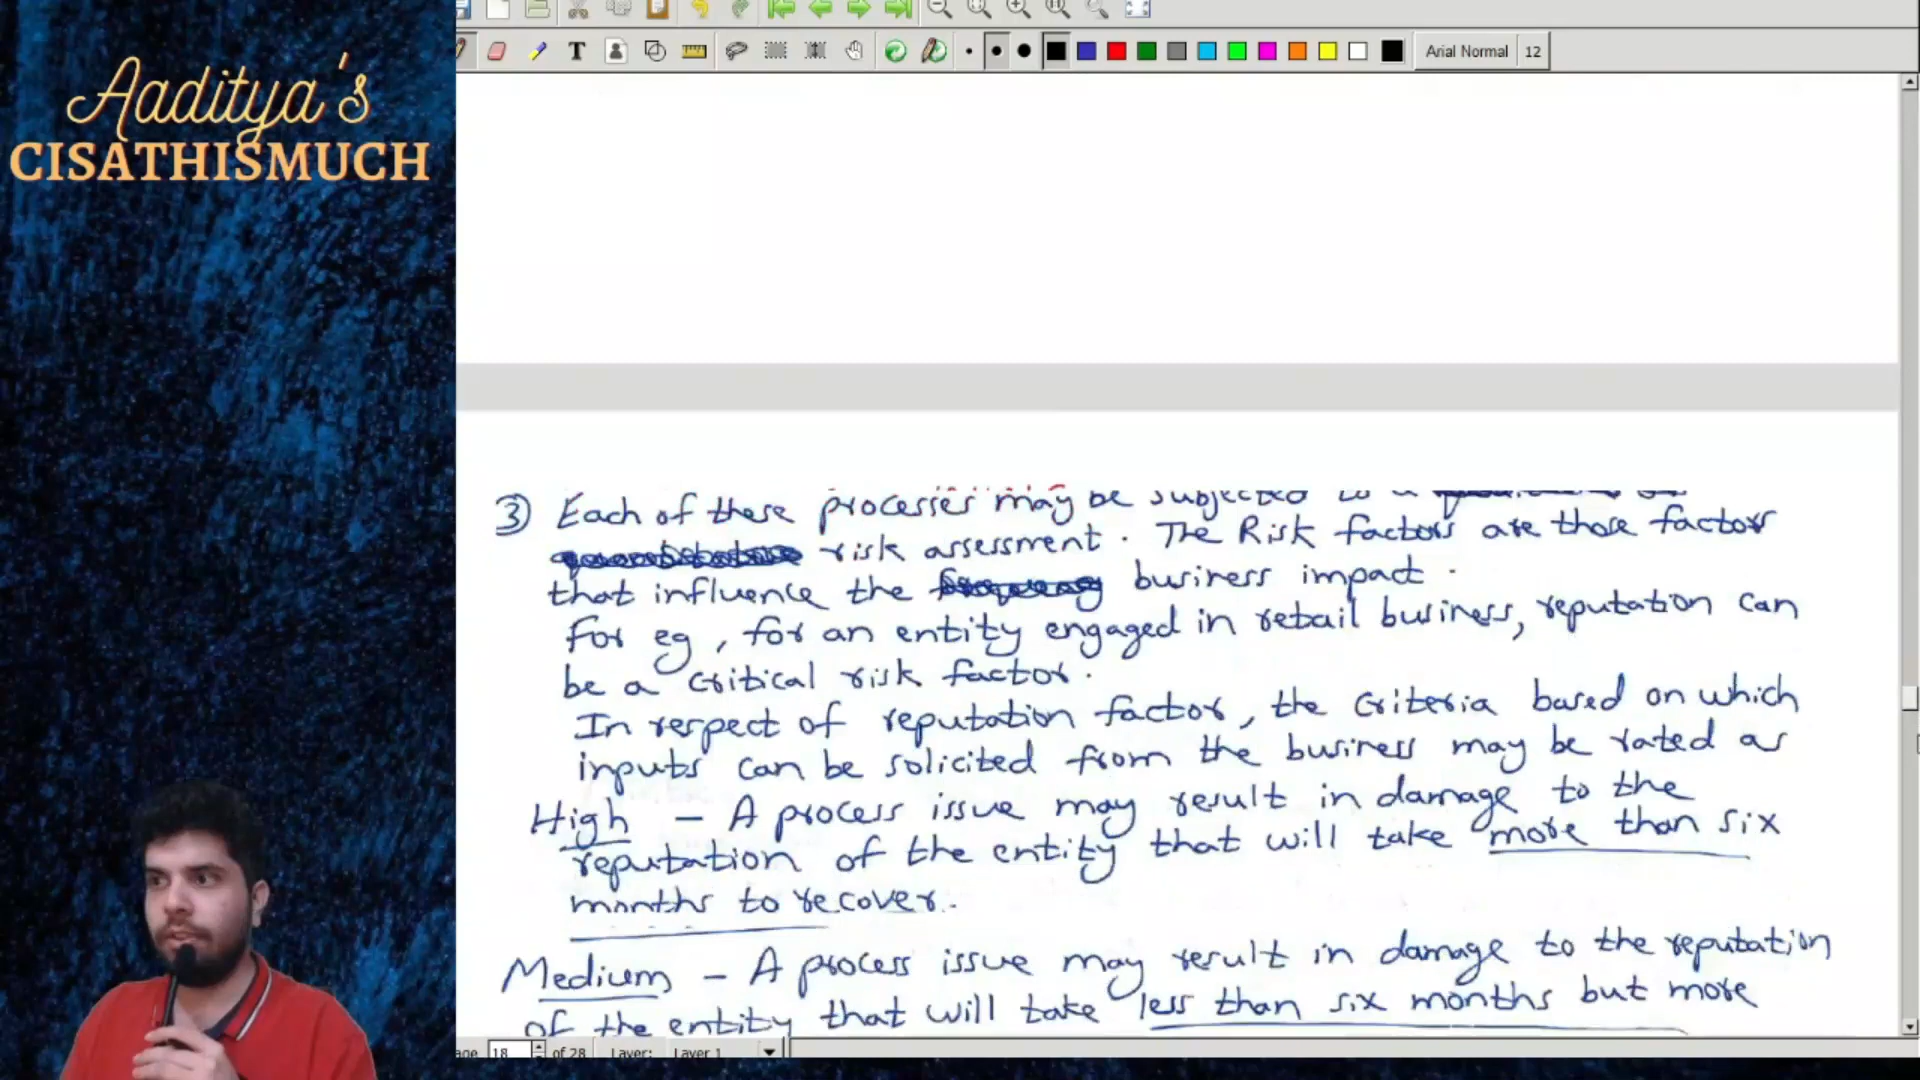 Aaditya's
CISATHISMUCH
T
Arial Normal 12
3) Each of these processes may be subjected to a
risk assessment. The Risk factors are those factors
that influence the business impact.
For eg, for an entity engaged in retail business, reputation can
be a critical risk factor.
In respect of reputation factor, the criteria based on which
inputs can be solicited from the business may be rated as
High - A process issue may result in damage to the
reputation of the entity that will take more than six
months to recover.
Medium - A process issue may result in damage to the reputation
of the entity that will take less than six months but more
age 18 of 28 Layer: Layer 1